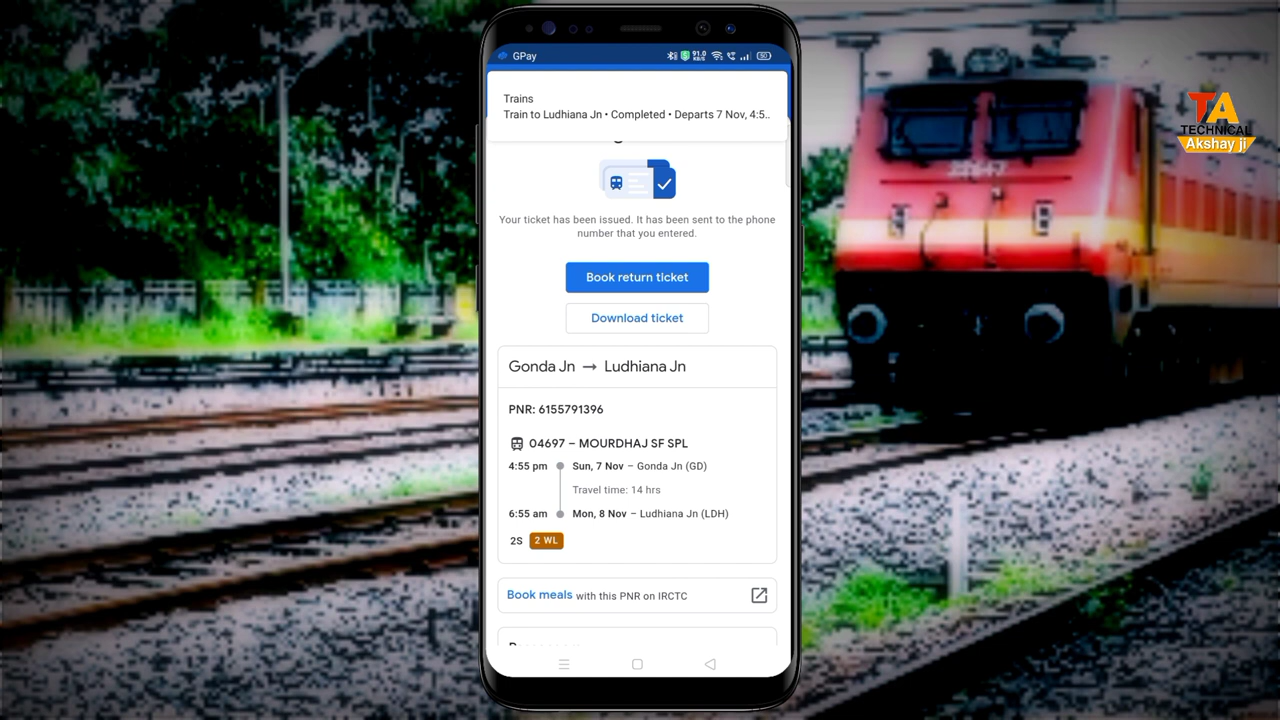 GPay
91.0
KB/S
90
Trains
Train to Ludhiana Jn • Completed • Departs 7 Nov, 4:5..
Your ticket has been issued. It has been sent to the phone
number that you entered.
Book return ticket
Download ticket
Gonda Jn → Ludhiana Jn
PNR: 6155791396
04697 – MOURDHAJ SF SPL
4:55 pm Sun, 7 Nov – Gonda Jn (GD)
Travel time: 14 hrs
6:55 am Mon, 8 Nov – Ludhiana Jn (LDH)
2S 2 WL
Book meals with this PNR on IRCTC
TA
TECHNICAL
Akshay ji